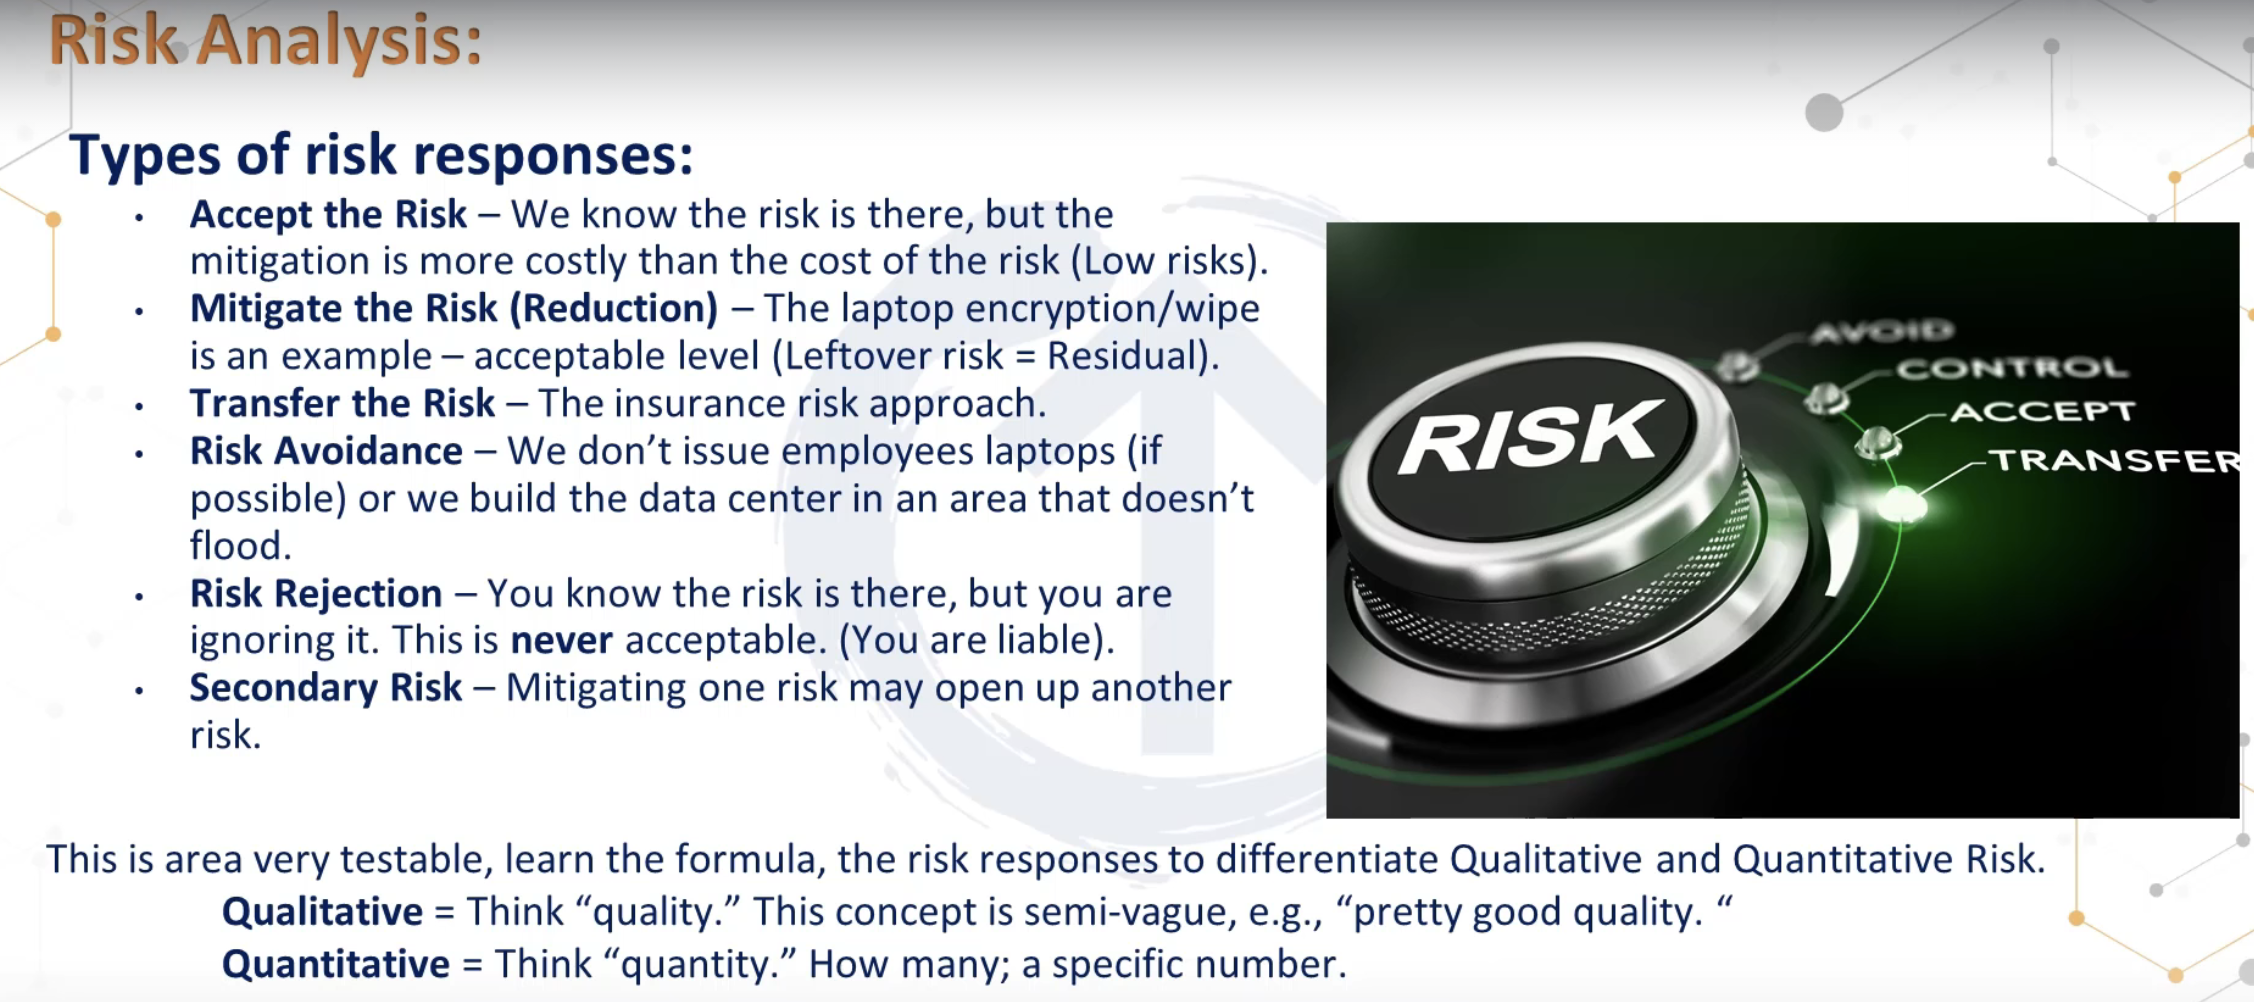 Risk Analysis:
Types of risk responses:
• Accept the Risk – We know the risk is there, but the
mitigation is more costly than the cost of the risk (Low risks).
• Mitigate the Risk (Reduction) – The laptop encryption/wipe
is an example – acceptable level (Leftover risk = Residual).
• Transfer the Risk – The insurance risk approach.
• Risk Avoidance – We don’t issue employees laptops (if
possible) or we build the data center in an area that doesn’t
flood.
• Risk Rejection – You know the risk is there, but you are
ignoring it. This is never acceptable. (You are liable).
• Secondary Risk – Mitigating one risk may open up another
risk.
RISK
AVOID
CONTROL
ACCEPT
TRANSFER
This is area very testable, learn the formula, the risk responses to differentiate Qualitative and Quantitative Risk.
Qualitative = Think “quality.” This concept is semi-vague, e.g., “pretty good quality. “
Quantitative = Think “quantity.” How many; a specific number.